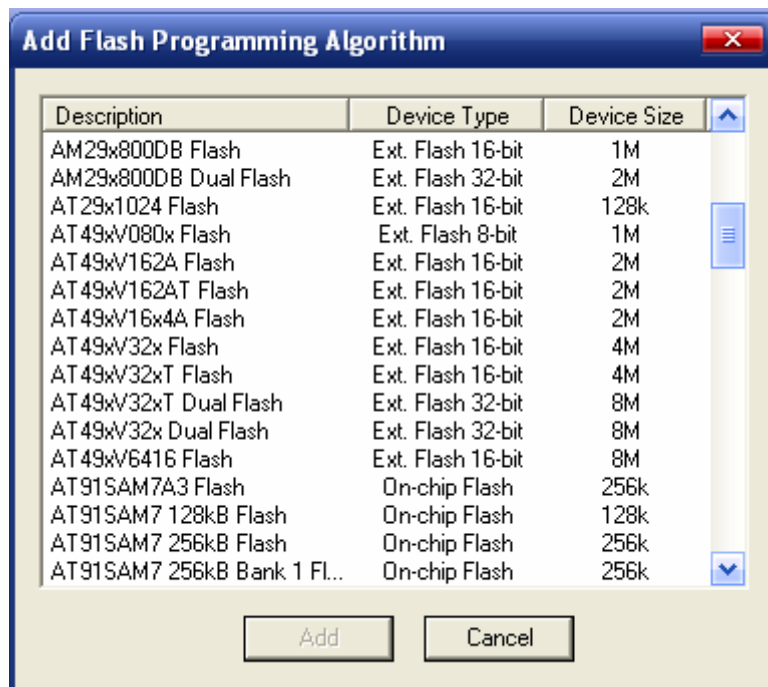 Add Flash Programming Algorithm
Description Device Type Device Size
AM29x800DB Flash Ext. Flash 16-bit 1M
AM29x800DB Dual Flash Ext. Flash 32-bit 2M
AT29x1024 Flash Ext. Flash 16-bit 128k
AT49xV080x Flash Ext. Flash 8-bit 1M
AT49xV162A Flash Ext. Flash 16-bit 2M
AT49xV162AT Flash Ext. Flash 16-bit 2M
AT49xV16x4A Flash Ext. Flash 16-bit 2M
AT49xV32x Flash Ext. Flash 16-bit 4M
AT49xV32xT Flash Ext. Flash 16-bit 4M
AT49xV32xT Dual Flash Ext. Flash 32-bit 8M
AT49xV32x Dual Flash Ext. Flash 32-bit 8M
AT49xV6416 Flash Ext. Flash 16-bit 8M
AT91SAM7A3 Flash On-chip Flash 256k
AT91SAM7 128kB Flash On-chip Flash 128k
AT91SAM7 256kB Flash On-chip Flash 256k
AT91SAM7 256kB Bank 1 Fl... On-chip Flash 256k
Add Cancel